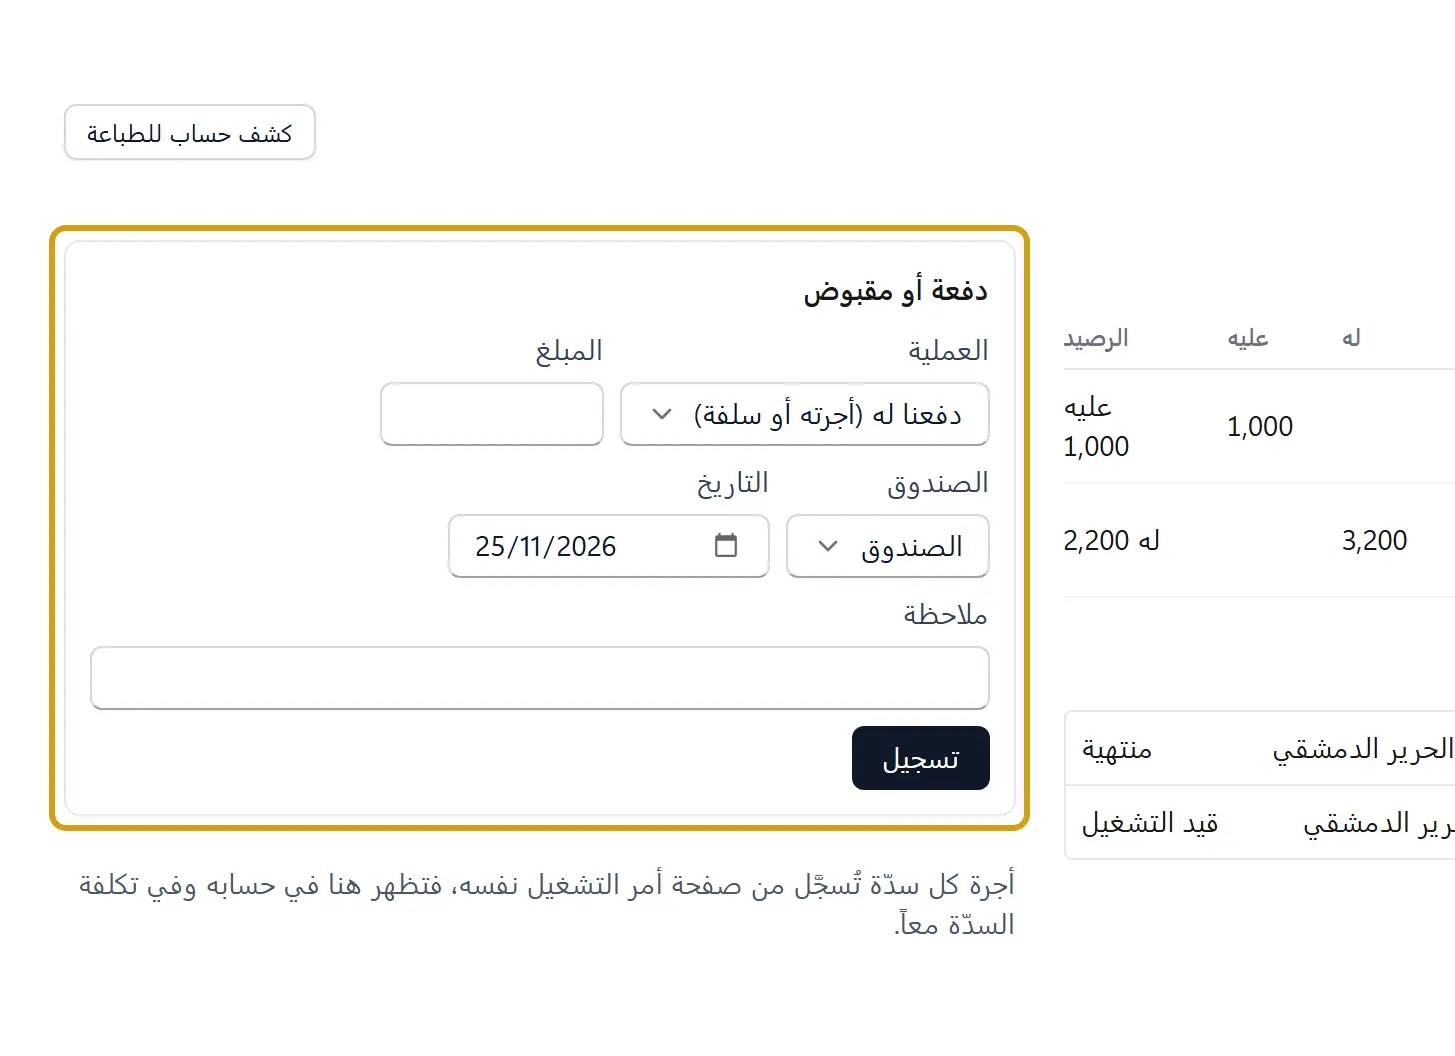 كشف حساب للطباعة
له عليه الرصيد
1,000 عليه 1,000
3,200 له 2,200
الحرير الدمشقي منتهية
الدمشقي قيد التشغيل
دفعة أو مقبوض
العملية المبلغ
دفعنا له (أجرته أو سلفة)
الصندوق التاريخ
الصندوق 25/11/2026
ملاحظة
تسجيل
أجرة كل سدّة تُسجَّل من صفحة أمر التشغيل نفسه، فتظهر هنا في حسابه وفي تكلفة
السدّة معاً.